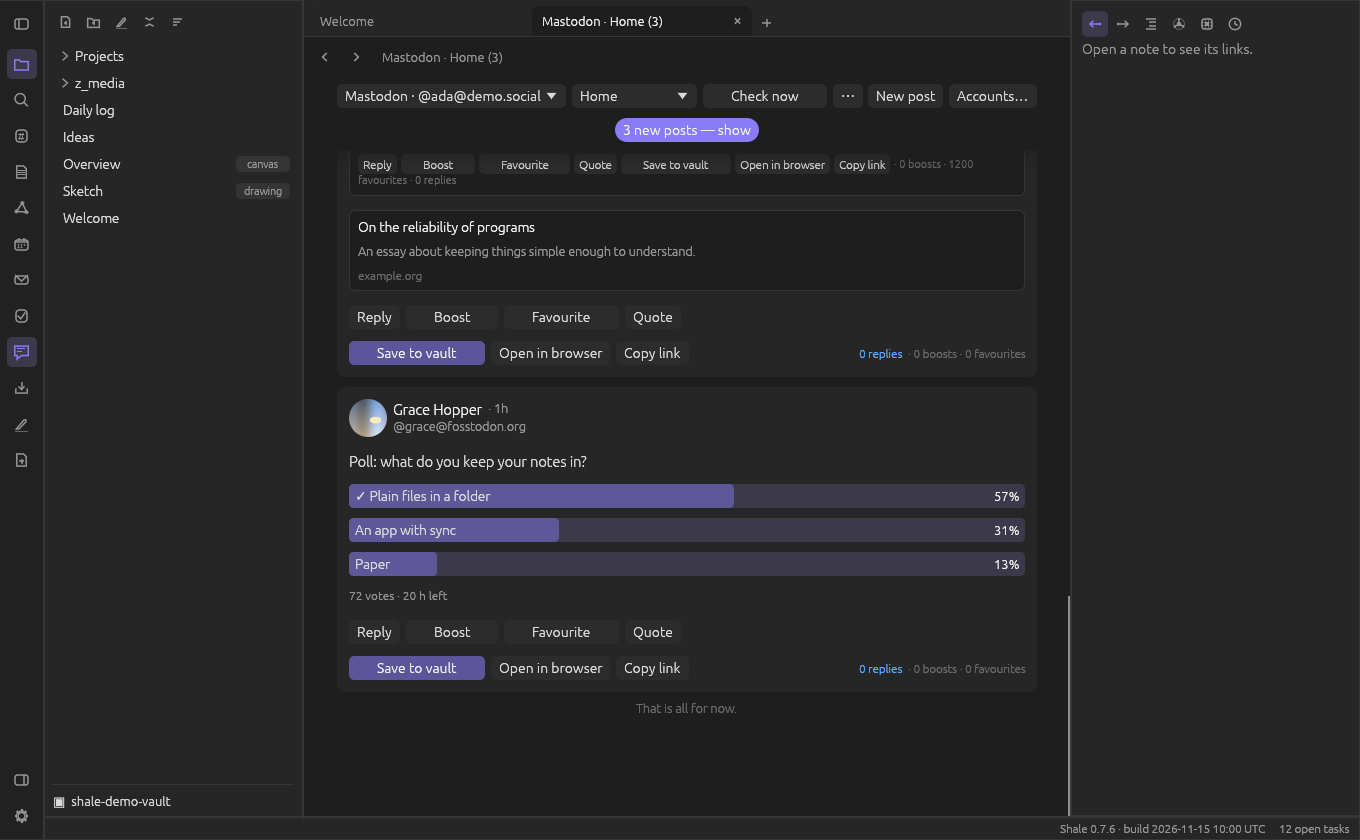 Welcome
Mastodon · Home (3)
Projects
z_media
Daily log
Ideas
Overview canvas
Sketch drawing
Welcome
shale-demo-vault
Mastodon · Home (3)
Mastodon · @ada@demo.social Home Check now ··· New post Accounts…
3 new posts — show
Reply Boost Favourite Quote Save to vault Open in browser Copy link · 0 boosts · 1200
favourites · 0 replies
On the reliability of programs
An essay about keeping things simple enough to understand.
example.org
Reply Boost Favourite Quote
Save to vault Open in browser Copy link 0 replies · 0 boosts · 0 favourites
Grace Hopper · 1h
@grace@fosstodon.org
Poll: what do you keep your notes in?
✓ Plain files in a folder 57%
An app with sync 31%
Paper 13%
72 votes · 20 h left
Reply Boost Favourite Quote
Save to vault Open in browser Copy link 0 replies · 0 boosts · 0 favourites
That is all for now.
Open a note to see its links.
Shale 0.7.6 · build 2026-11-15 10:00 UTC 12 open tasks